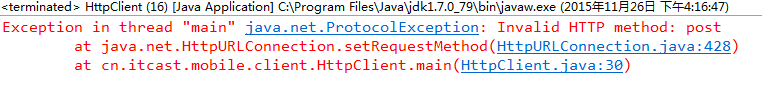 <terminated> HttpClient (16) [Java Application] C:\Program Files\Java\jdk1.7.0_79\bin\javaw.exe (2015年11月26日 下午4:16:47)
Exception in thread "main" java.net.ProtocolException: Invalid HTTP method: post
at java.net.HttpURLConnection.setRequestMethod(HttpURLConnection.java:428)
at cn.itcast.mobile.client.HttpClient.main(HttpClient.java:30)